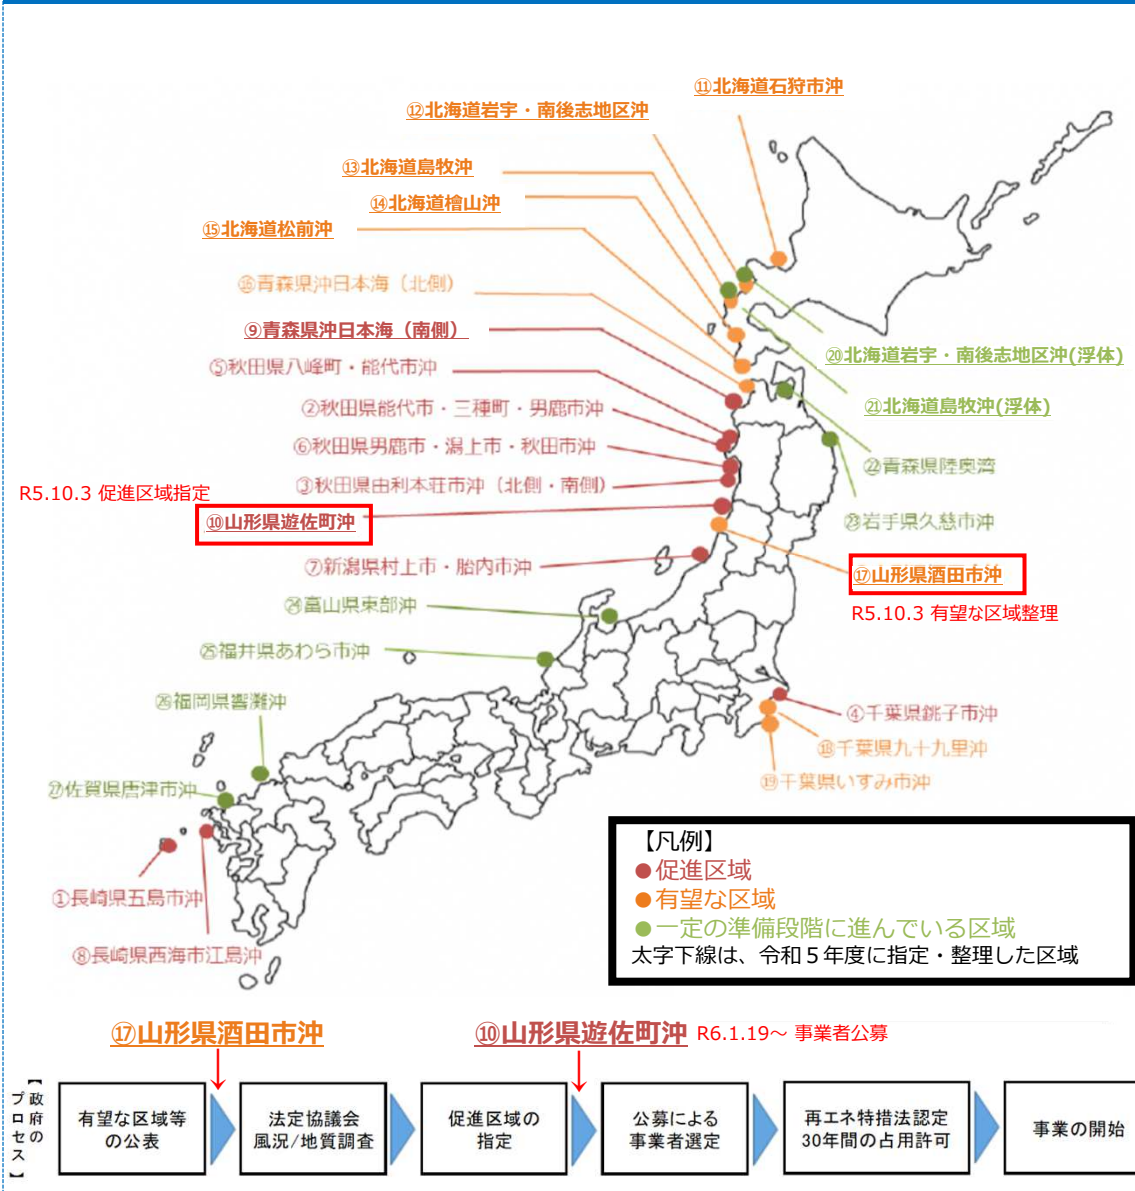 ⑪北海道石狩市沖
⑫北海道岩宇・南後志地区沖
⑬北海道島牧沖
⑭北海道檜山沖
⑮北海道松前沖
⑯青森県沖日本海（北側）
⑨青森県沖日本海（南側）
⑳北海道岩宇・南後志地区沖(浮体)
⑤秋田県八峰町・能代市沖
②秋田県能代市・三種町・男鹿市沖
㉑北海道島牧沖(浮体)
⑥秋田県男鹿市・潟上市・秋田市沖
㉒青森県陸奥湾
③秋田県由利本荘市沖（北側・南側）
R5.10.3 促進区域指定
⑩山形県遊佐町沖
㉓岩手県久慈市沖
⑦新潟県村上市・胎内市沖
⑰山形県酒田市沖
R5.10.3 有望な区域整理
㉔富山県東部沖
㉕福井県あわら市沖
㉖福岡県響灘沖
④千葉県銚子市沖
⑱千葉県九十九里沖
⑲千葉県いすみ市沖
㉗佐賀県唐津市沖
①長崎県五島市沖
⑧長崎県西海市江島沖
【凡例】
●促進区域
●有望な区域
●一定の準備段階に進んでいる区域
太字下線は、令和５年度に指定・整理した区域
⑰山形県酒田市沖
⑩山形県遊佐町沖 R6.1.19～ 事業者公募
【政府の
プロセス】
有望な区域等
の公表
法定協議会
風況/地質調査
促進区域の
指定
公募による
事業者選定
再エネ特措法認定
30年間の占用許可
事業の開始